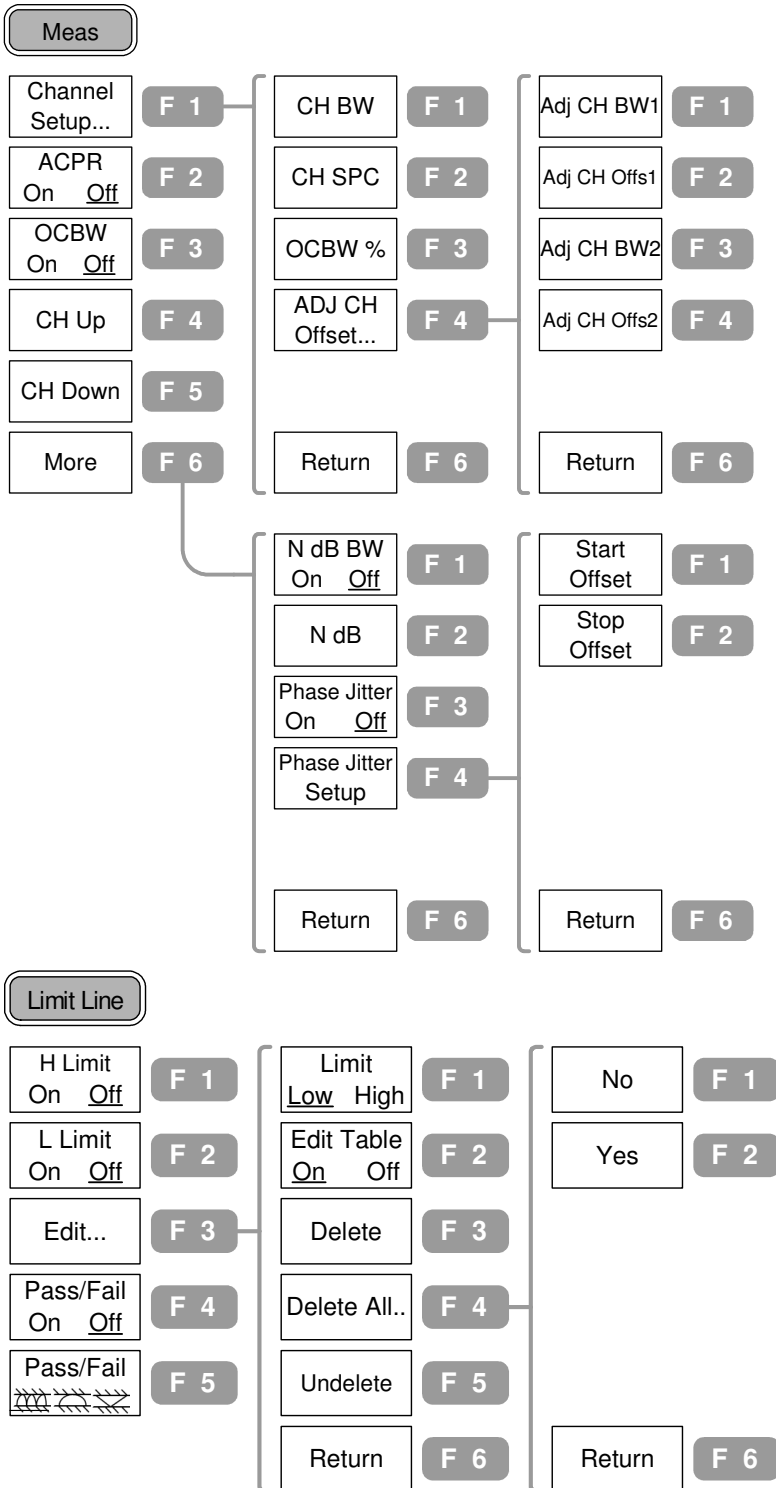 Meas
Channel
Setup...
F 1
ACPR
On Off
F 2
OCBW
On Off
F 3
CH Up
F 4
CH Down
F 5
More
F 6
CH BW
F 1
CH SPC
F 2
OCBW %
F 3
ADJ CH
Offset...
F 4
Return
F 6
Adj CH BW1
F 1
Adj CH Offs1
F 2
Adj CH BW2
F 3
Adj CH Offs2
F 4
Return
F 6
N dB BW
On Off
F 1
N dB
F 2
Phase Jitter
On Off
F 3
Phase Jitter
Setup
F 4
Return
F 6
Start
Offset
F 1
Stop
Offset
F 2
Return
F 6
Limit Line
H Limit
On Off
F 1
L Limit
On Off
F 2
Edit...
F 3
Pass/Fail
On Off
F 4
Pass/Fail
F 5
Limit
Low High
F 1
Edit Table
On Off
F 2
Delete
F 3
Delete All..
F 4
Undelete
F 5
Return
F 6
No
F 1
Yes
F 2
Return
F 6